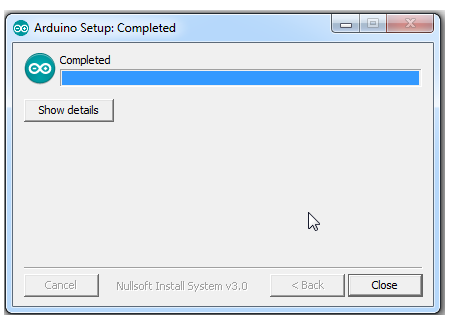 Arduino Setup: Completed
Completed
Show details
Cancel
Nullsoft Install System v3.0
< Back
Close